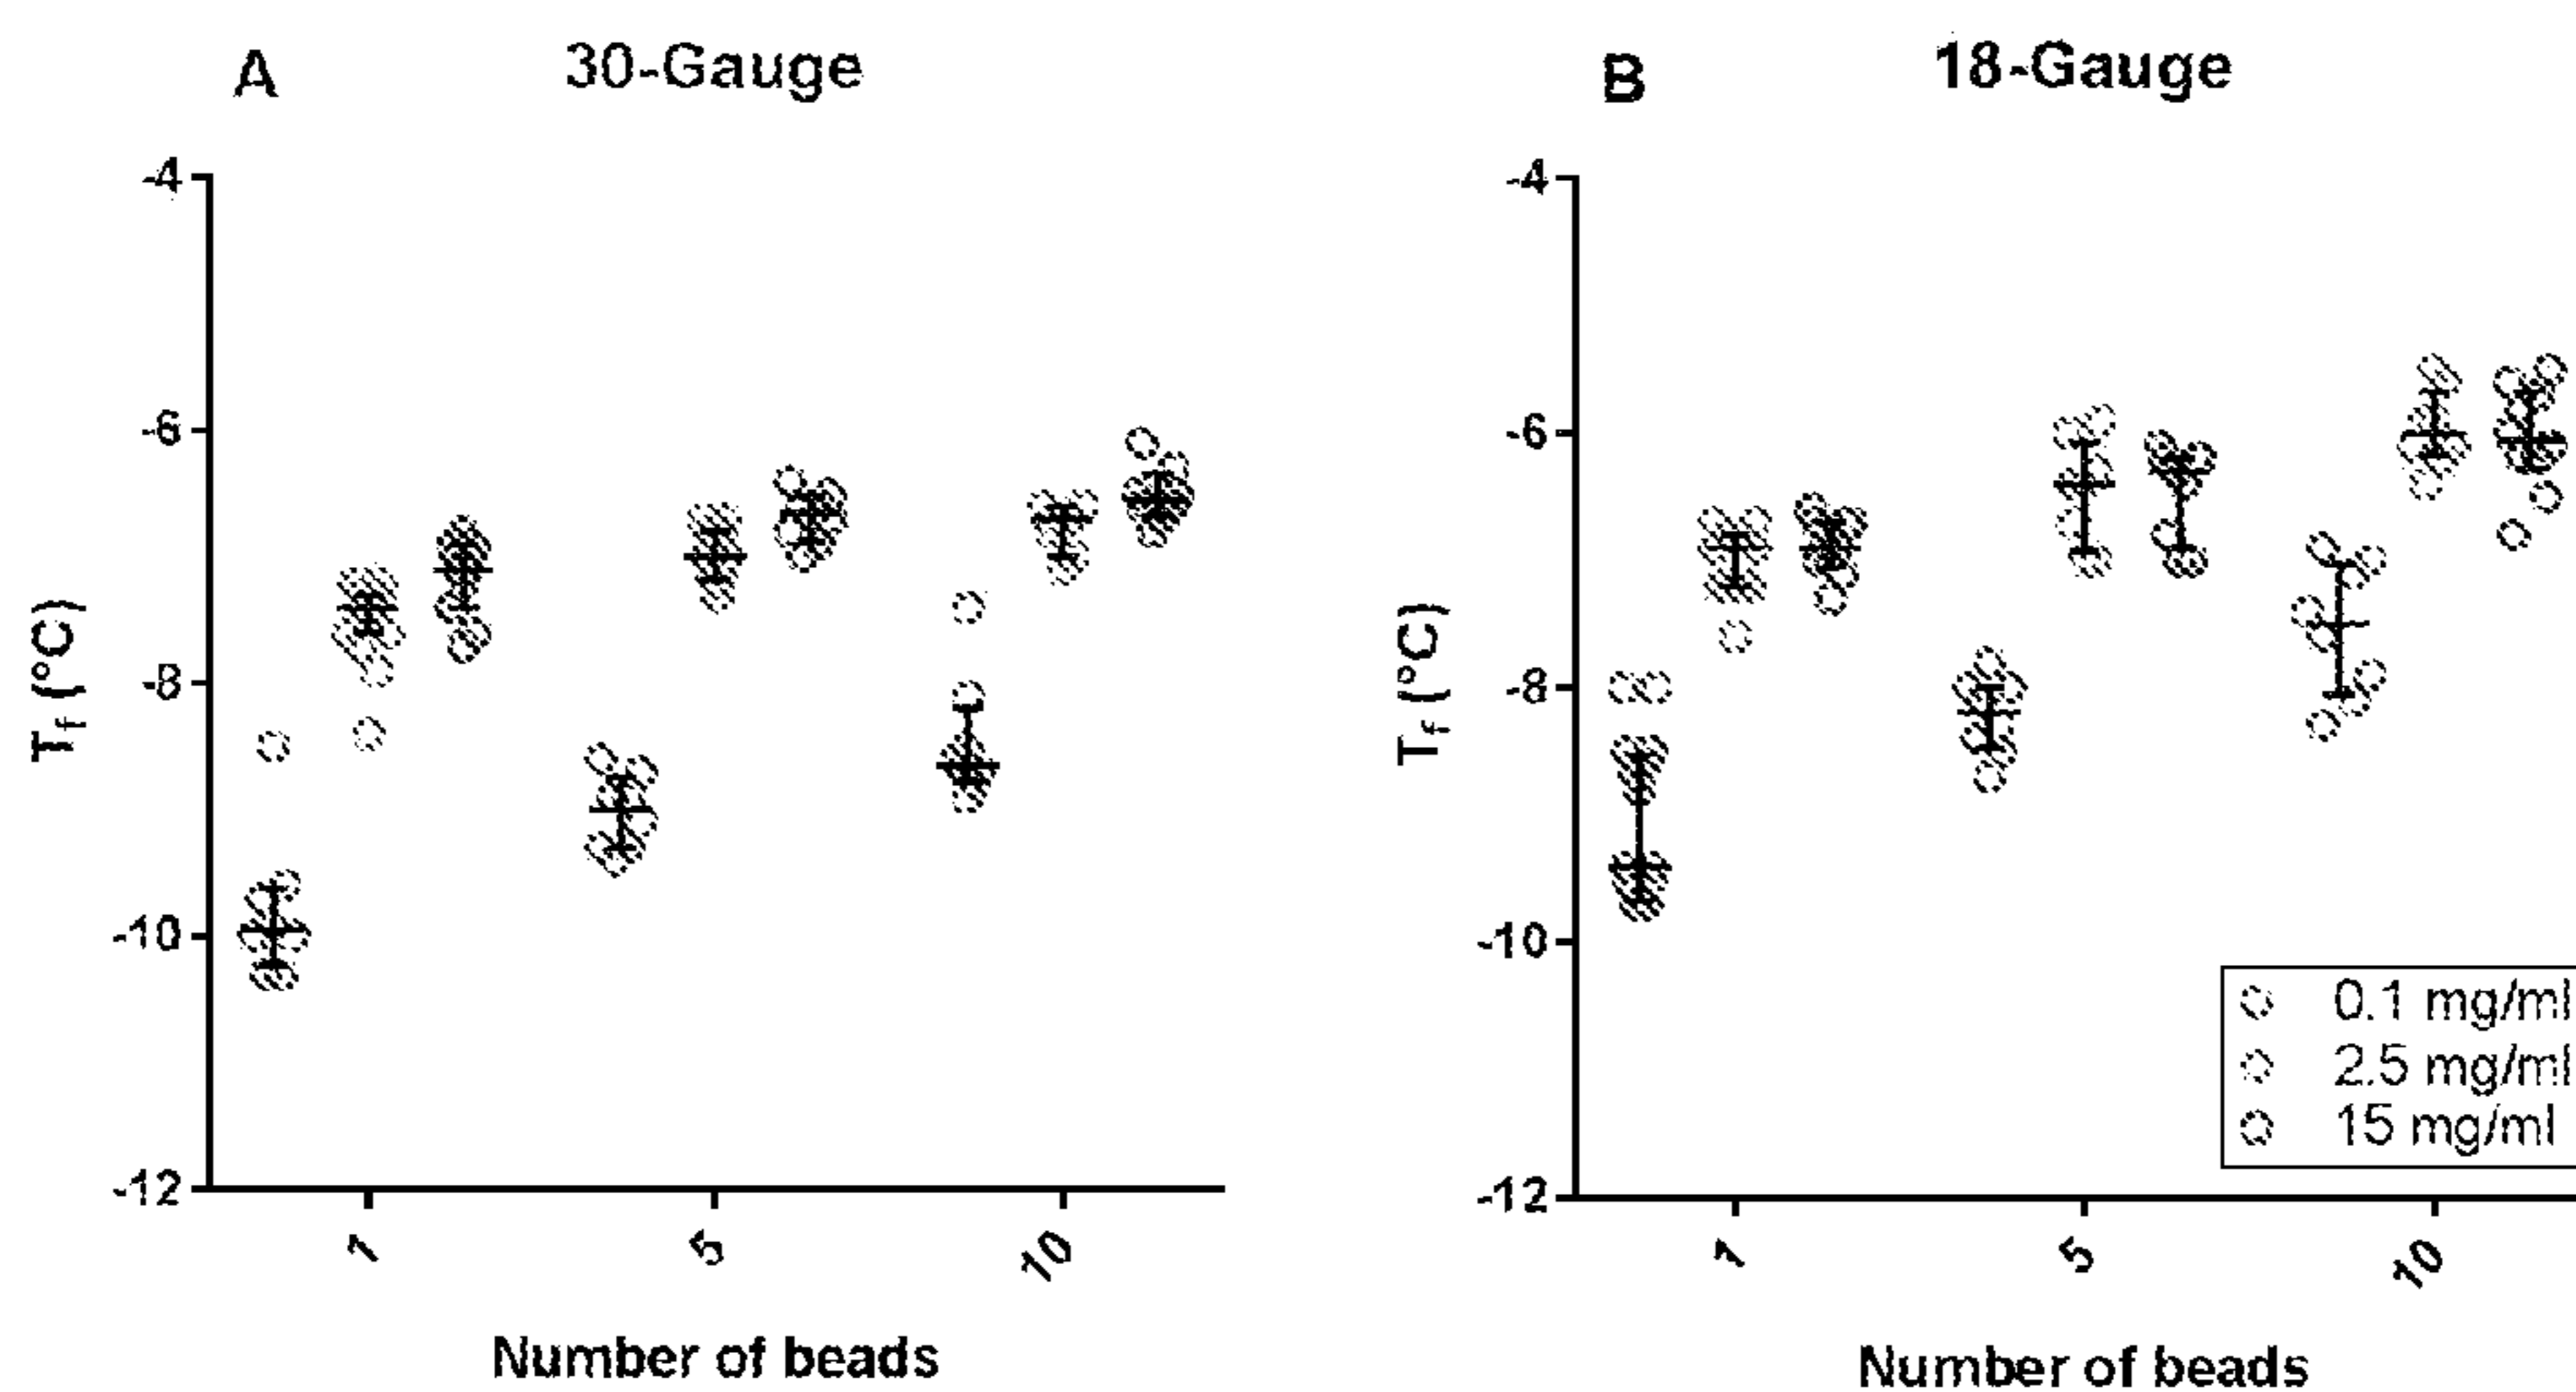 A 30-Gauge
-4
-6
-8
-10
-12
Tf (°C)
1 5 10
Number of beads
B 18-Gauge
-4
-6
-8
-10
-12
Tf (°C)
1 5 10
Number of beads
0.1 mg/ml
2.5 mg/ml
15 mg/ml